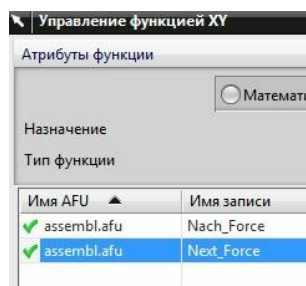 Управление функцией XY
Атрибуты функции
Назначение
Тип функции
Имя AFU Имя записи
assembl.afu Nach_Force
assembl.afu Next_Force